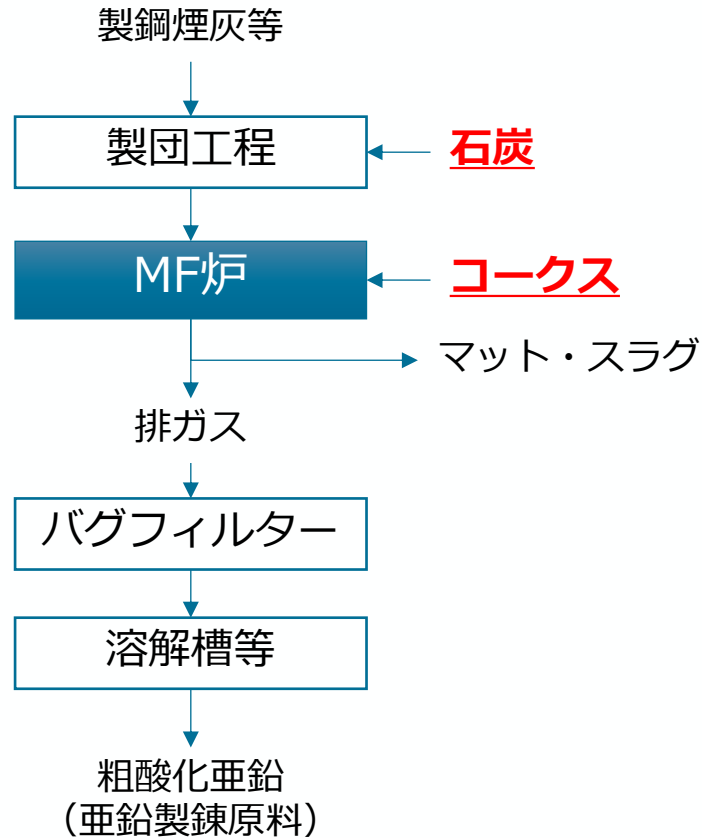 製鋼煙灰等
製団工程
石炭
MF炉
コークス
マット・スラグ
排ガス
バグフィルター
溶解槽等
粗酸化亜鉛
（亜鉛製錬原料）